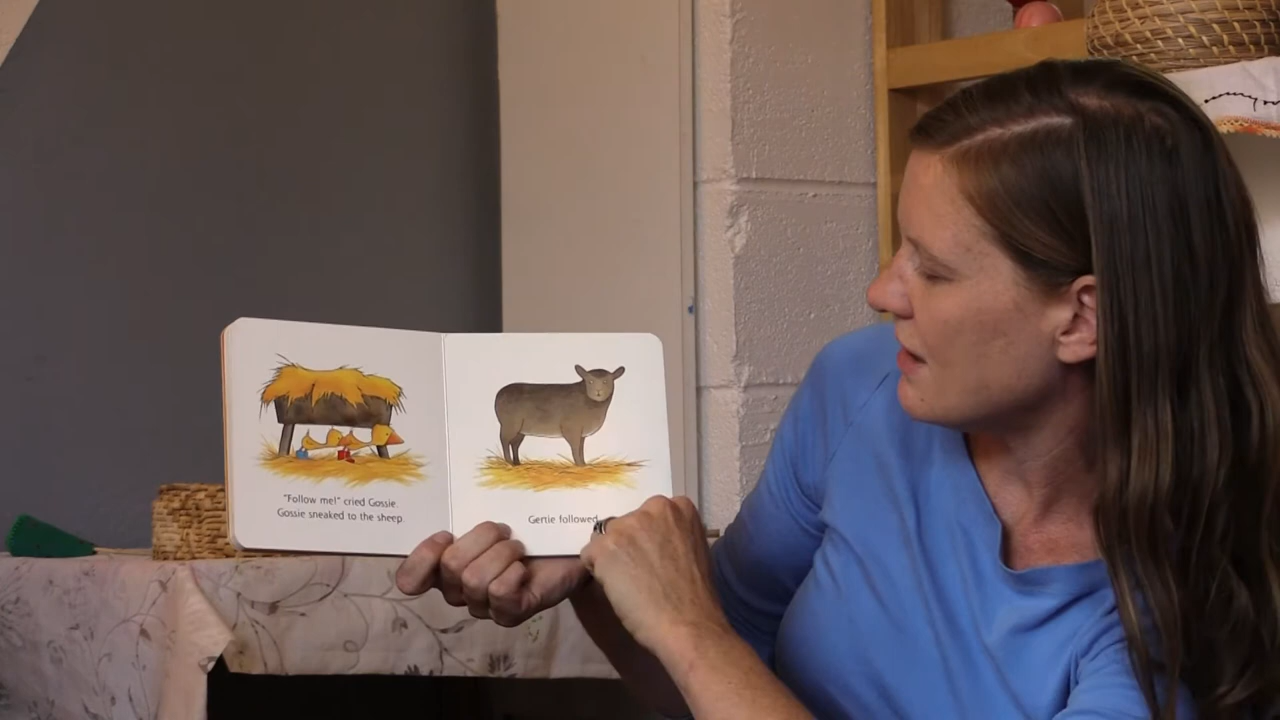 "Follow me!" cried Gossie.
Gossie sneaked to the sheep.
Gertie followed.